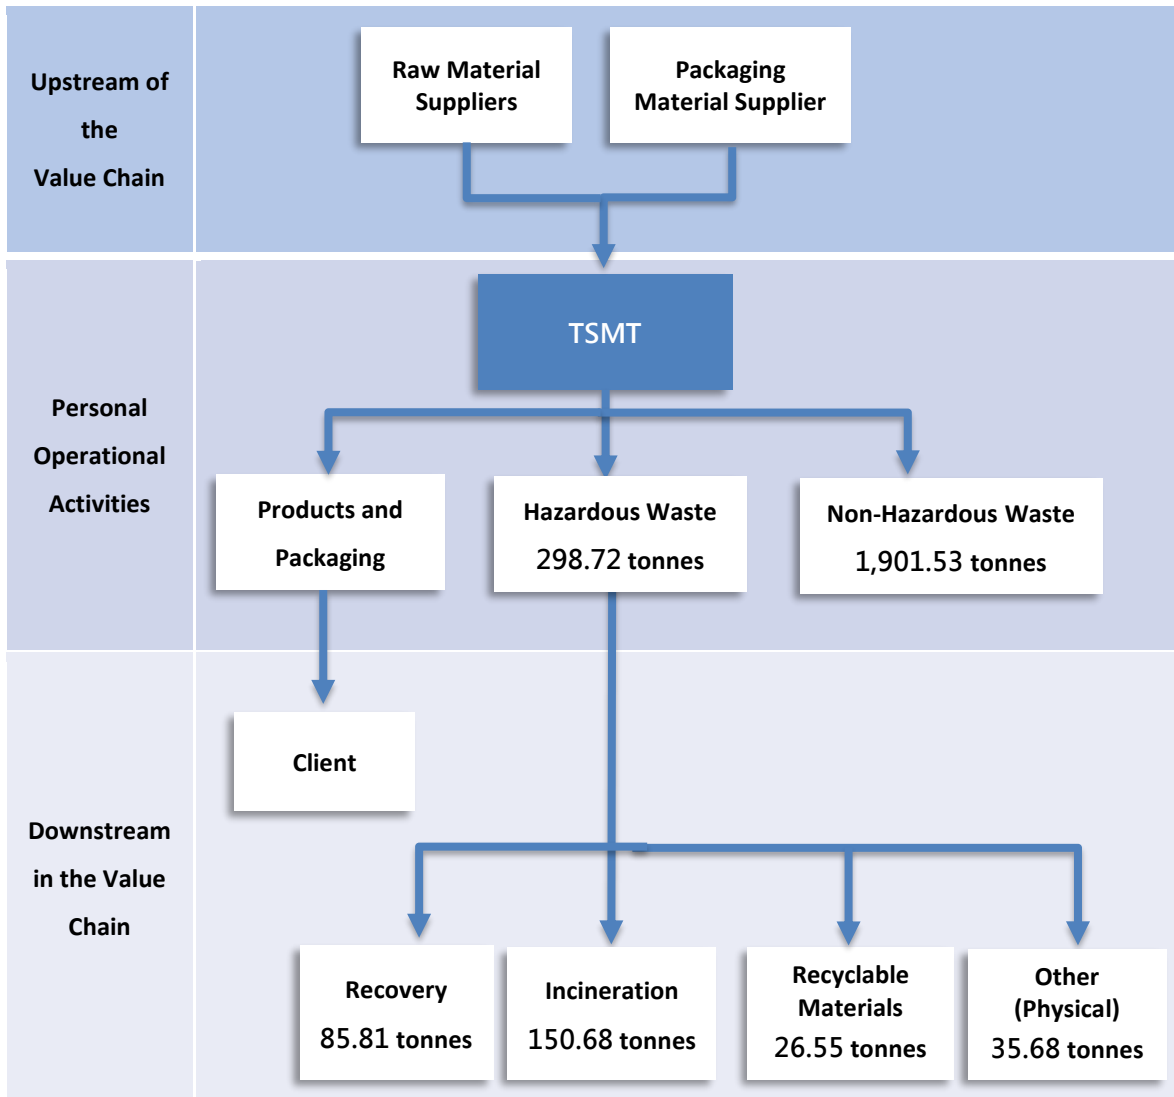 Upstream of
the
Value Chain
Raw Material
Suppliers
Packaging
Material Supplier
Personal
Operational
Activities
TSMT
Products and
Packaging
Hazardous Waste
298.72 tonnes
Non-Hazardous Waste
1,901.53 tonnes
Downstream
in the Value
Chain
Client
Recovery
85.81 tonnes
Incineration
150.68 tonnes
Recyclable
Materials
26.55 tonnes
Other
(Physical)
35.68 tonnes